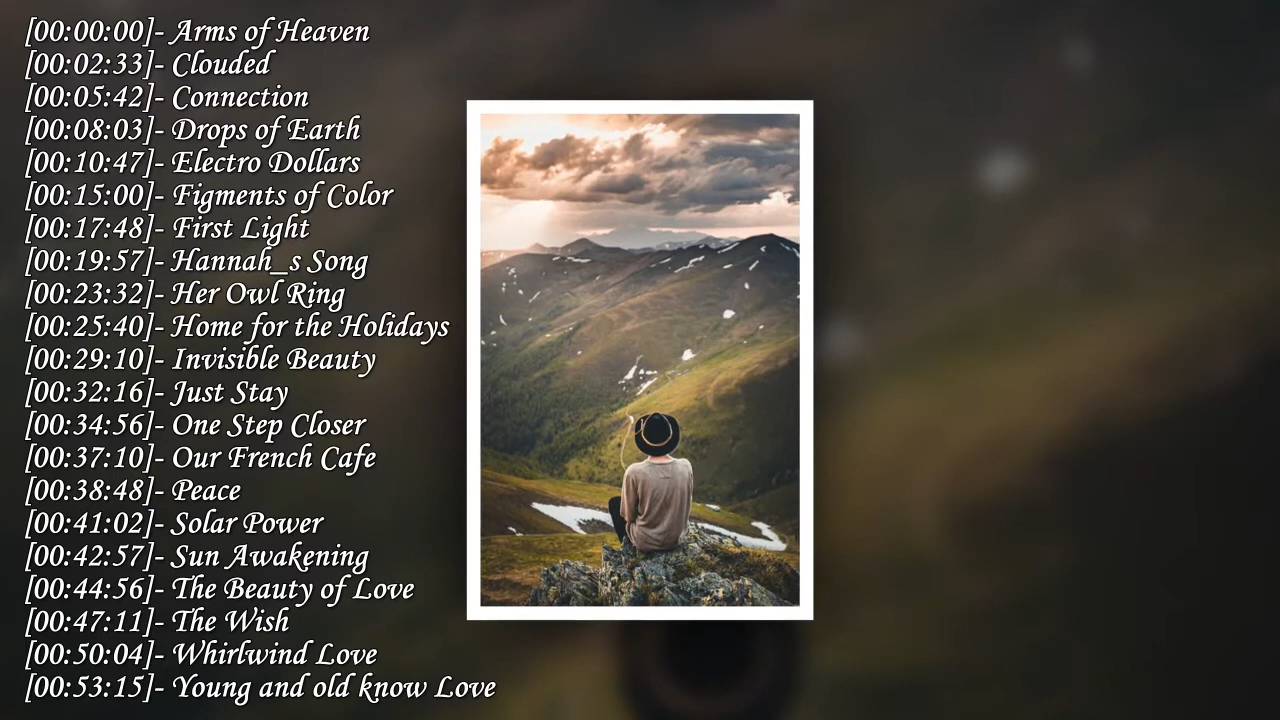 [00:00:00]- Arms of Heaven
[00:02:33]- Clouded
[00:05:42]- Connection
[00:08:03]- Drops of Earth
[00:10:47]- Electro Dollars
[00:15:00]- Figments of Color
[00:17:48]- First Light
[00:19:57]- Hannah_s Song
[00:23:32]- Her Owl Ring
[00:25:40]- Home for the Holidays
[00:29:10]- Invisible Beauty
[00:32:16]- Just Stay
[00:34:56]- One Step Closer
[00:37:10]- Our French Cafe
[00:38:48]- Peace
[00:41:02]- Solar Power
[00:42:57]- Sun Awakening
[00:44:56]- The Beauty of Love
[00:47:11]- The Wish
[00:50:04]- Whirlwind Love
[00:53:15]- Young and old know Love